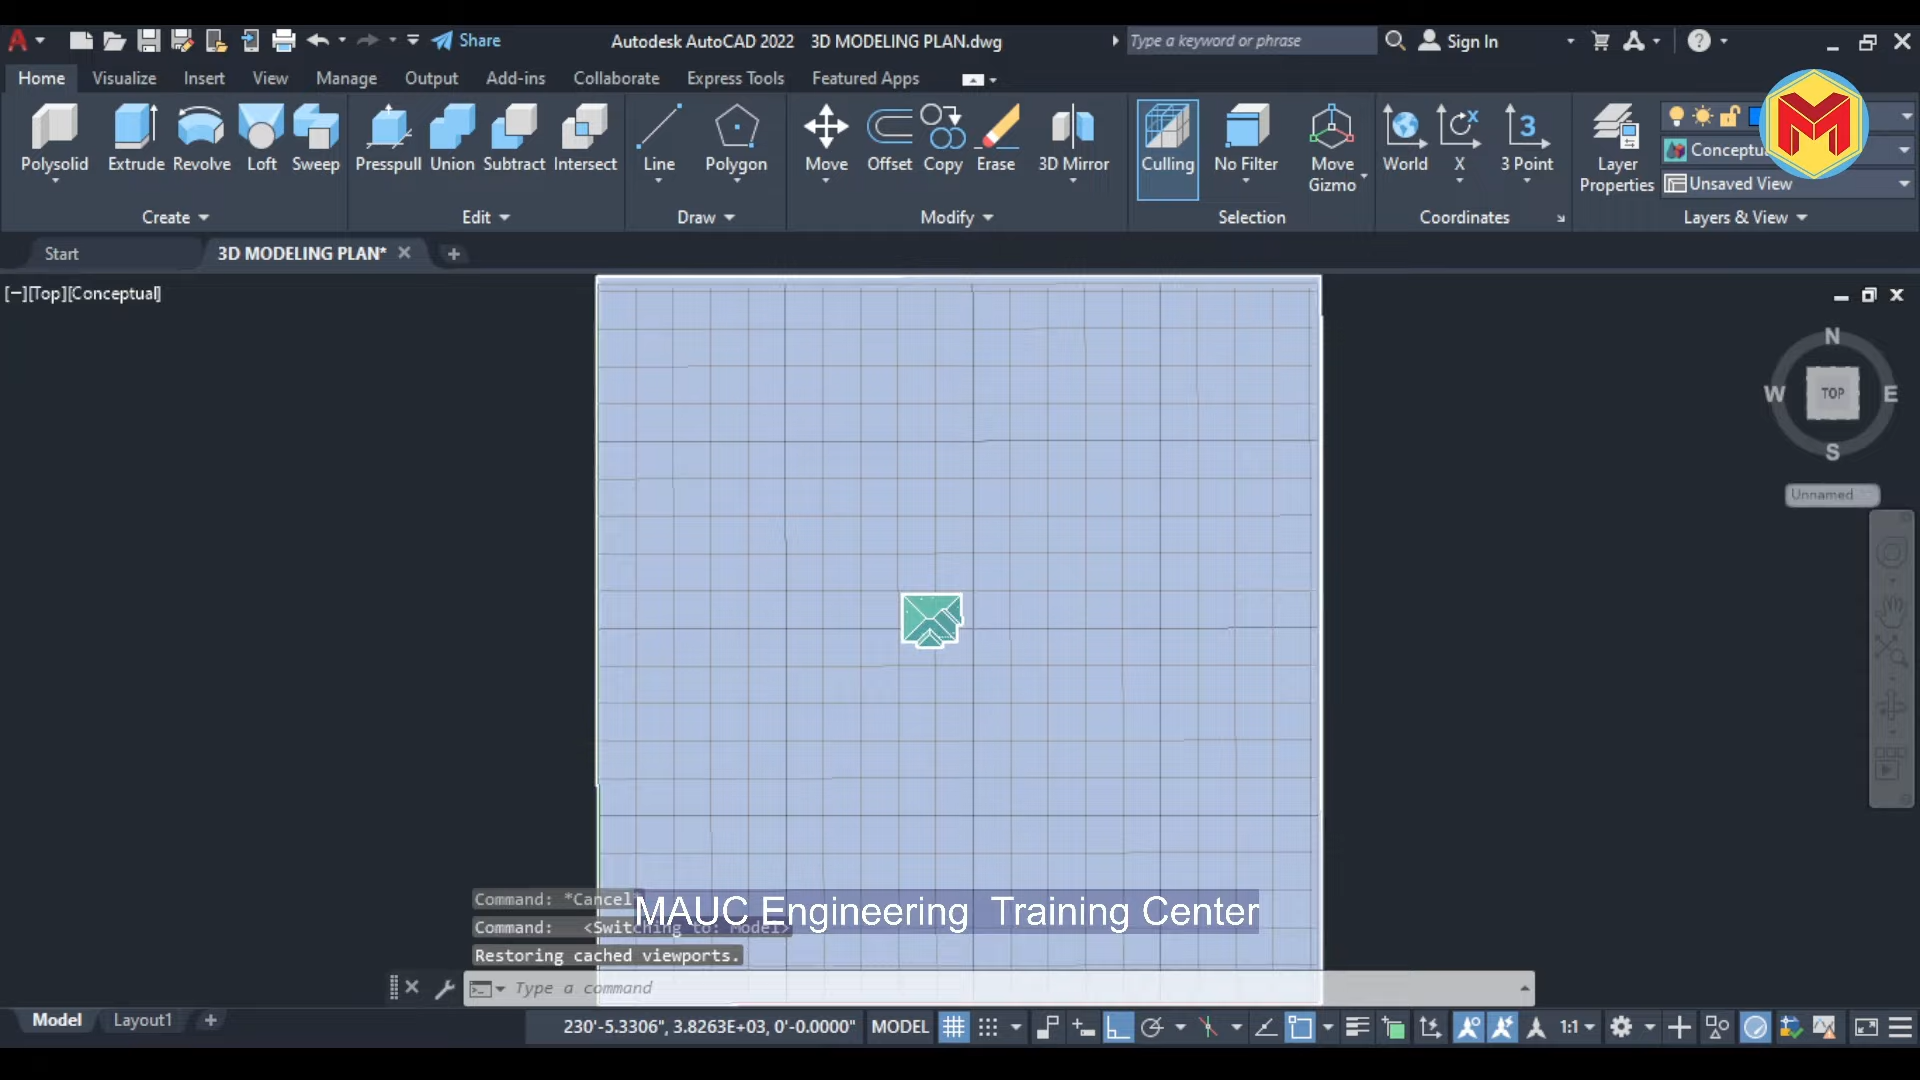 Share
Autodesk AutoCAD 2022 3D MODELING PLAN.dwg
Type a keyword or phrase
Sign In
Home Visualize Insert View Manage Output Add-ins Collaborate Express Tools Featured Apps
Polysolid Extrude Revolve Loft Sweep Presspull Union Subtract Intersect Line Polygon Move Offset Copy Erase 3D Mirror Culling No Filter Move Gizmo World X 3 Point Layer Properties
Unsaved View
Create Edit Draw Modify Selection Coordinates Layers & View
Start 3D MODELING PLAN*
[−][Top][Conceptual]
N
W TOP E
S
Unnamed
Command: *Cancel
MAUC Engineering Training Center
Command: <Switching to: Model>
Restoring cached viewports.
Type a command
Model Layout1
230'-5.3306", 3.8263E+03, 0'-0.0000" MODEL 1:1